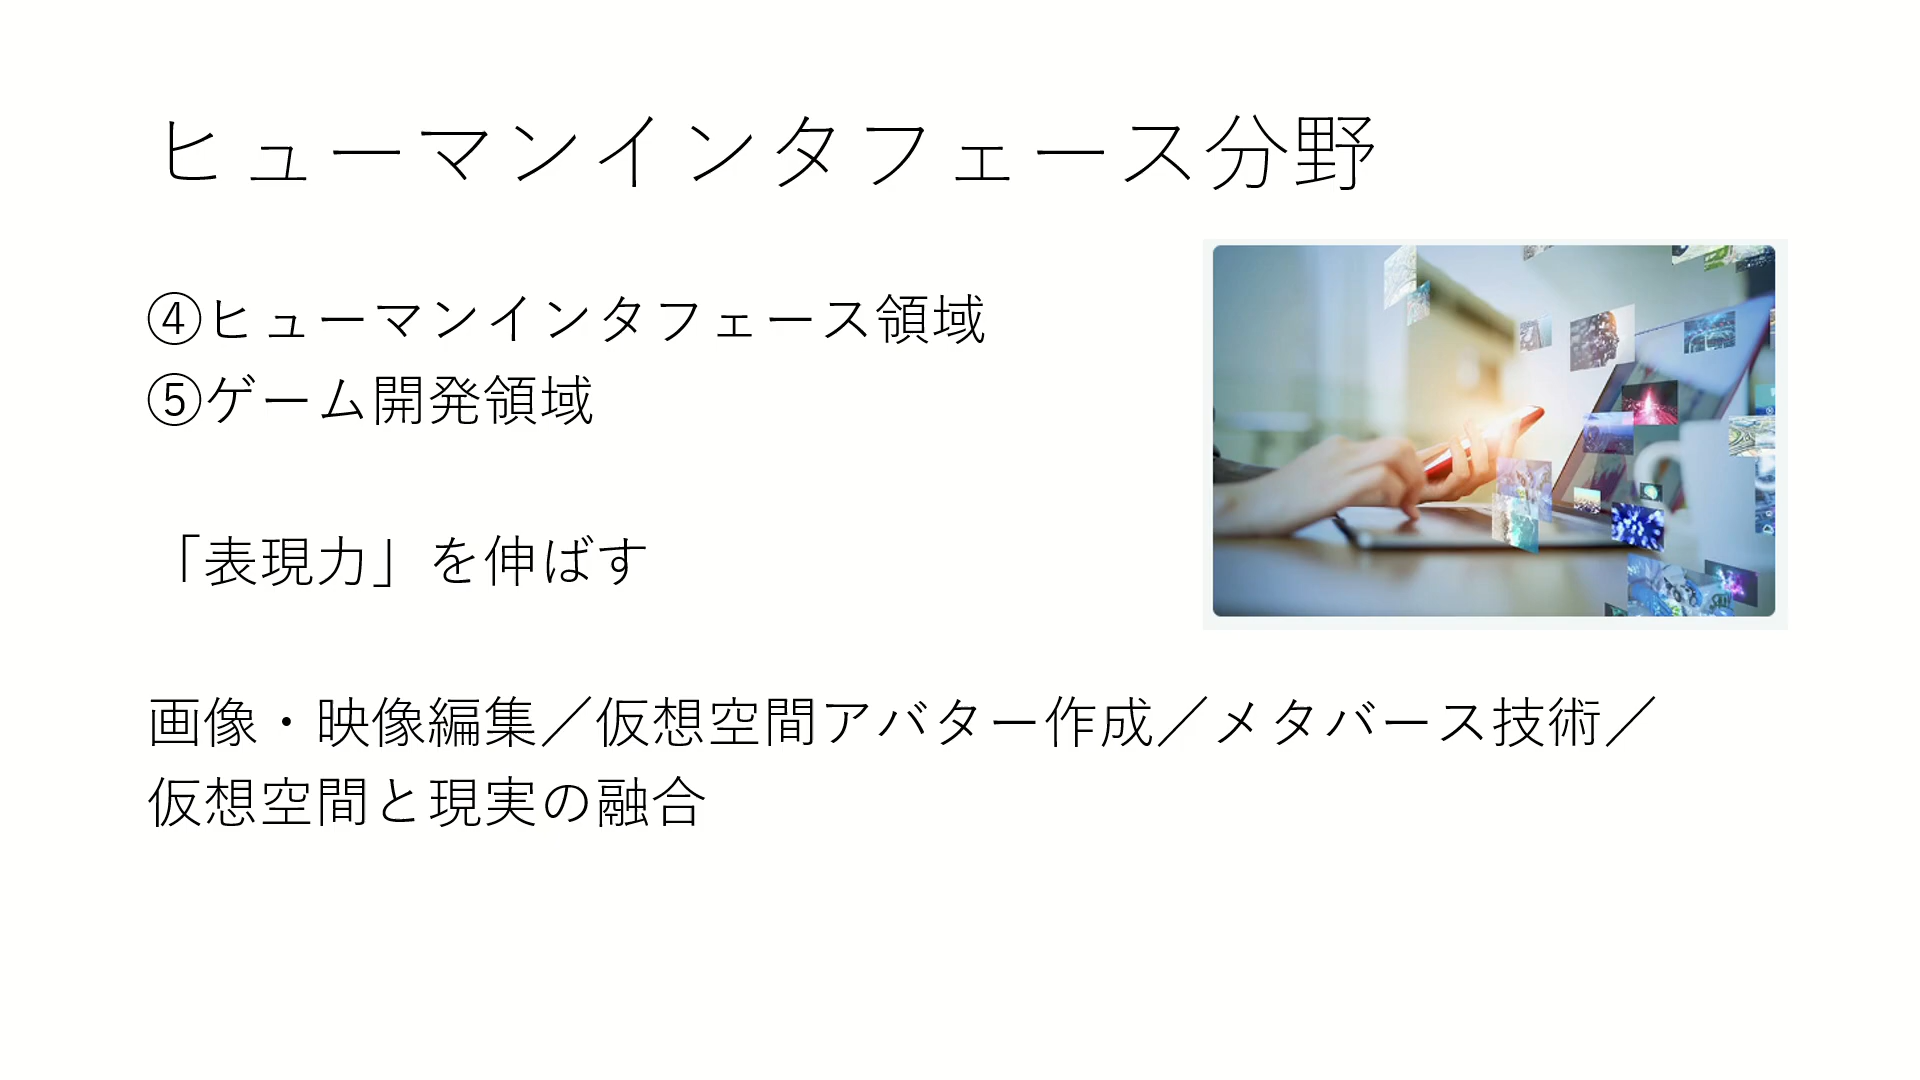 ヒューマンインタフェース分野
④ヒューマンインタフェース領域
⑤ゲーム開発領域
「表現力」を伸ばす
画像・映像編集／仮想空間アバター作成／メタバース技術／
仮想空間と現実の融合